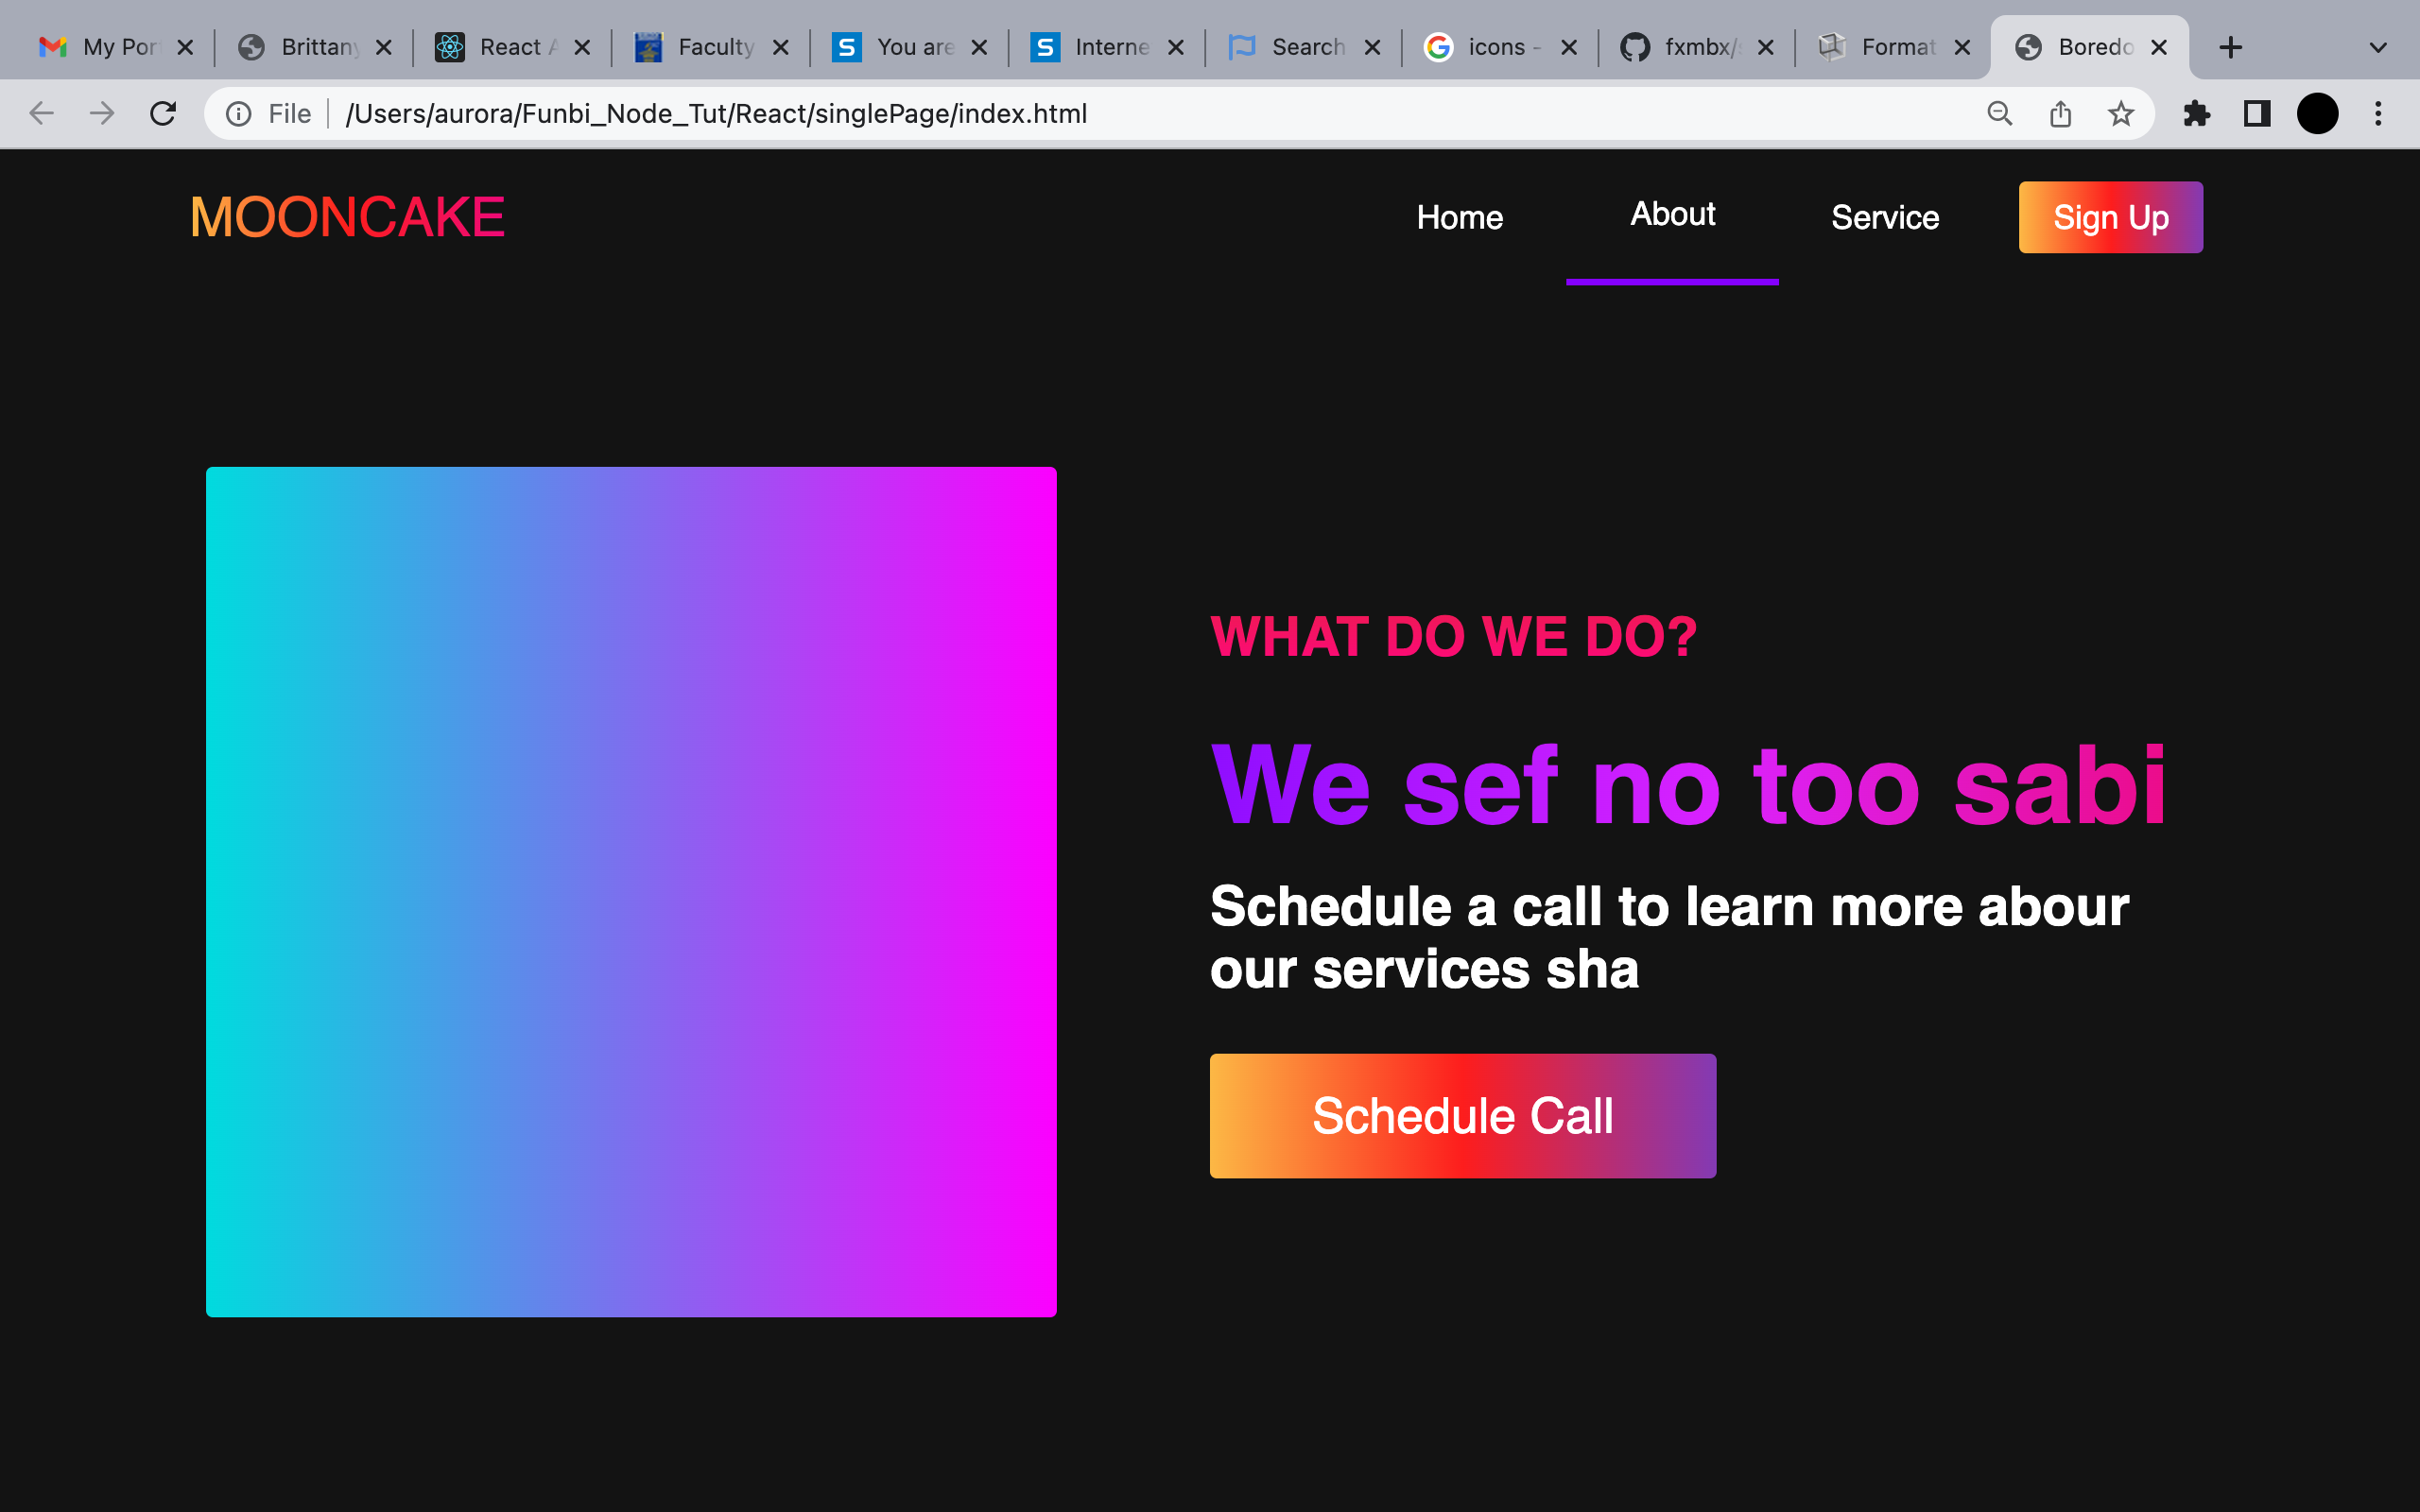 My Por
Brittany
React A
Faculty
You are
Interne
Search
icons -
fxmbx/s
Format
Boredo
File
/Users/aurora/Funbi_Node_Tut/React/singlePage/index.html
MOONCAKE
Home
About
Service
Sign Up
WHAT DO WE DO?
We sef no too sabi
Schedule a call to learn more abour
our services sha
Schedule Call